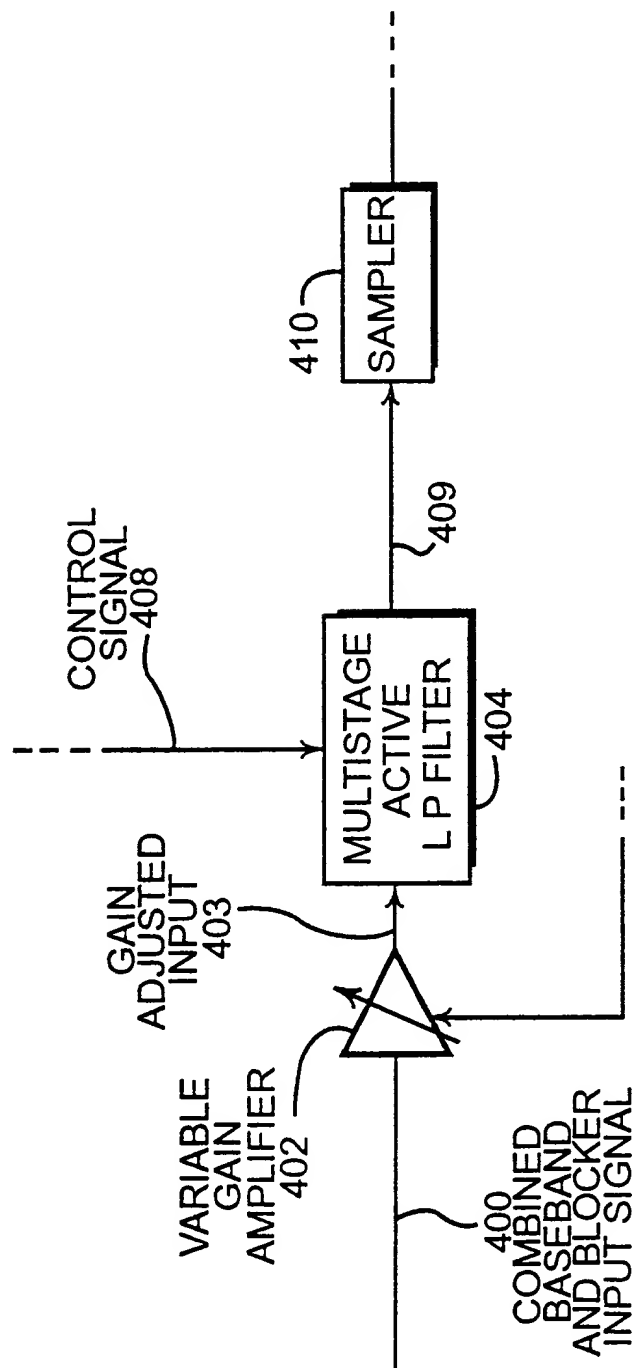 CONTROL
SIGNAL
408
GAIN
ADJUSTED
INPUT
403
VARIABLE
GAIN
AMPLIFIER
402
400
COMBINED
BASEBAND
AND BLOCKER
INPUT SIGNAL
MULTISTAGE
ACTIVE
L P FILTER
404
409
410
SAMPLER